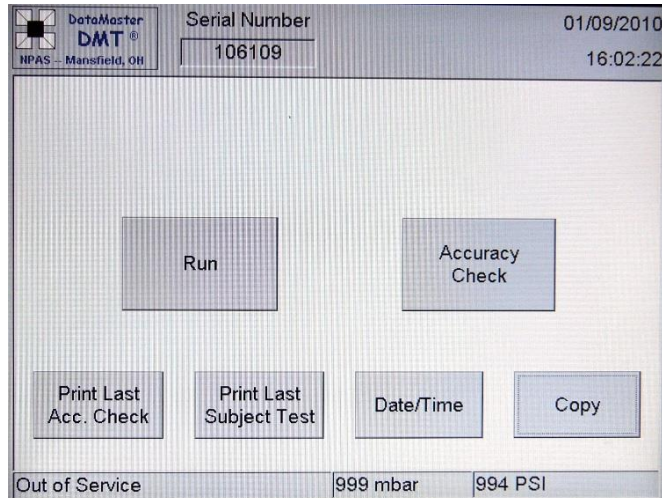 DataMaster
DMT ®
NPAS -- Mansfield, OH
Serial Number
106109
01/09/2010
16:02:22
Run
Accuracy
Check
Print Last
Acc. Check
Print Last
Subject Test
Date/Time
Copy
Out of Service
999 mbar
994 PSI